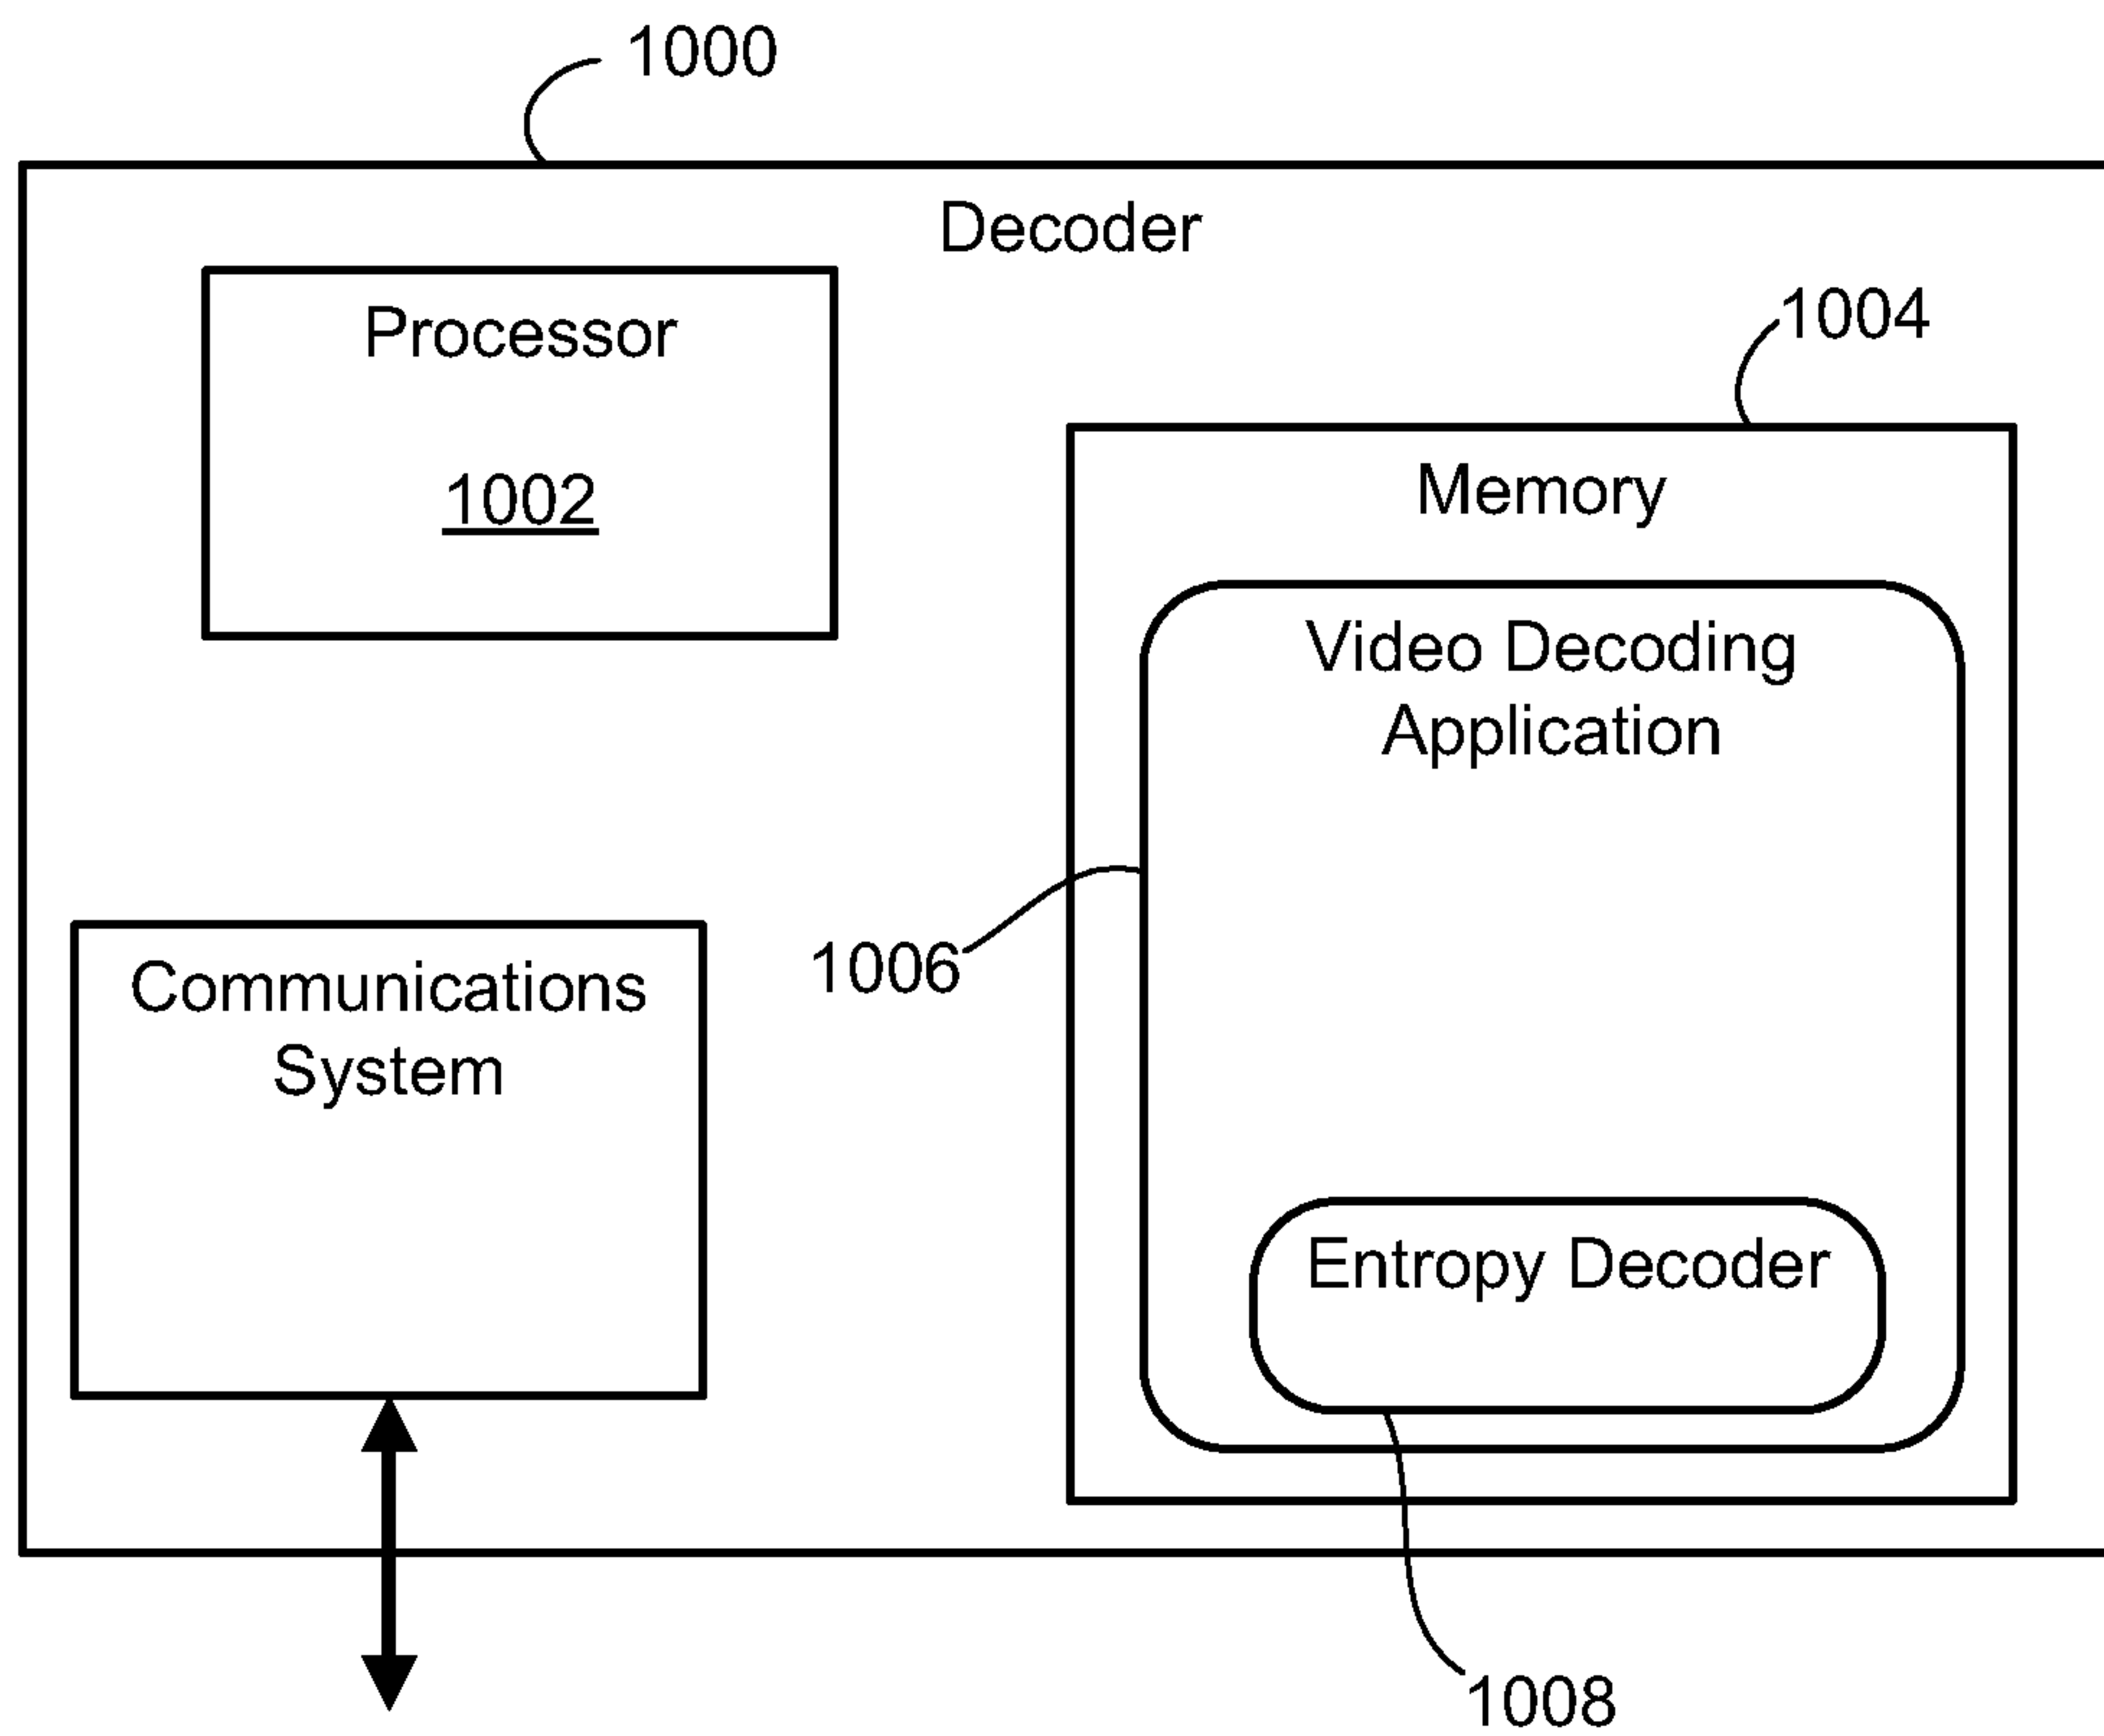 1000
Decoder
Processor
1002
1004
Memory
Video Decoding
Application
1006
Communications
System
Entropy Decoder
1008